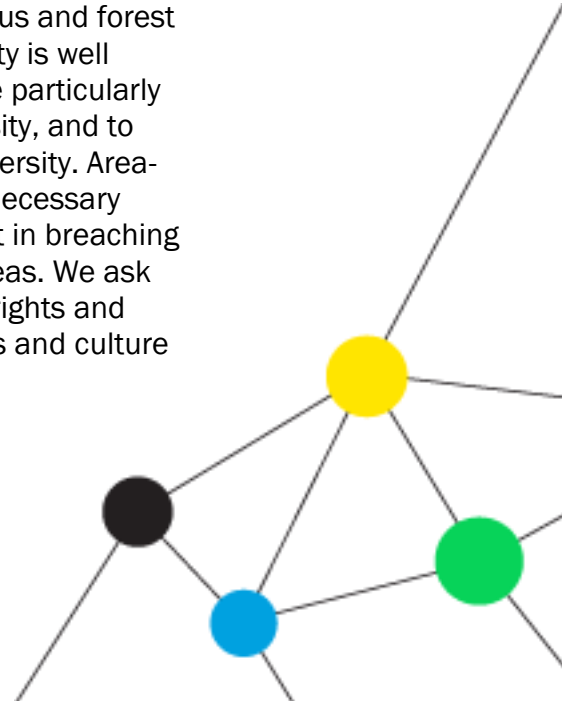 us and forest
ty is well
particularly
sity, and to
ersity. Area-
ecessary
t in breaching
eas. We ask
ights and
s and culture